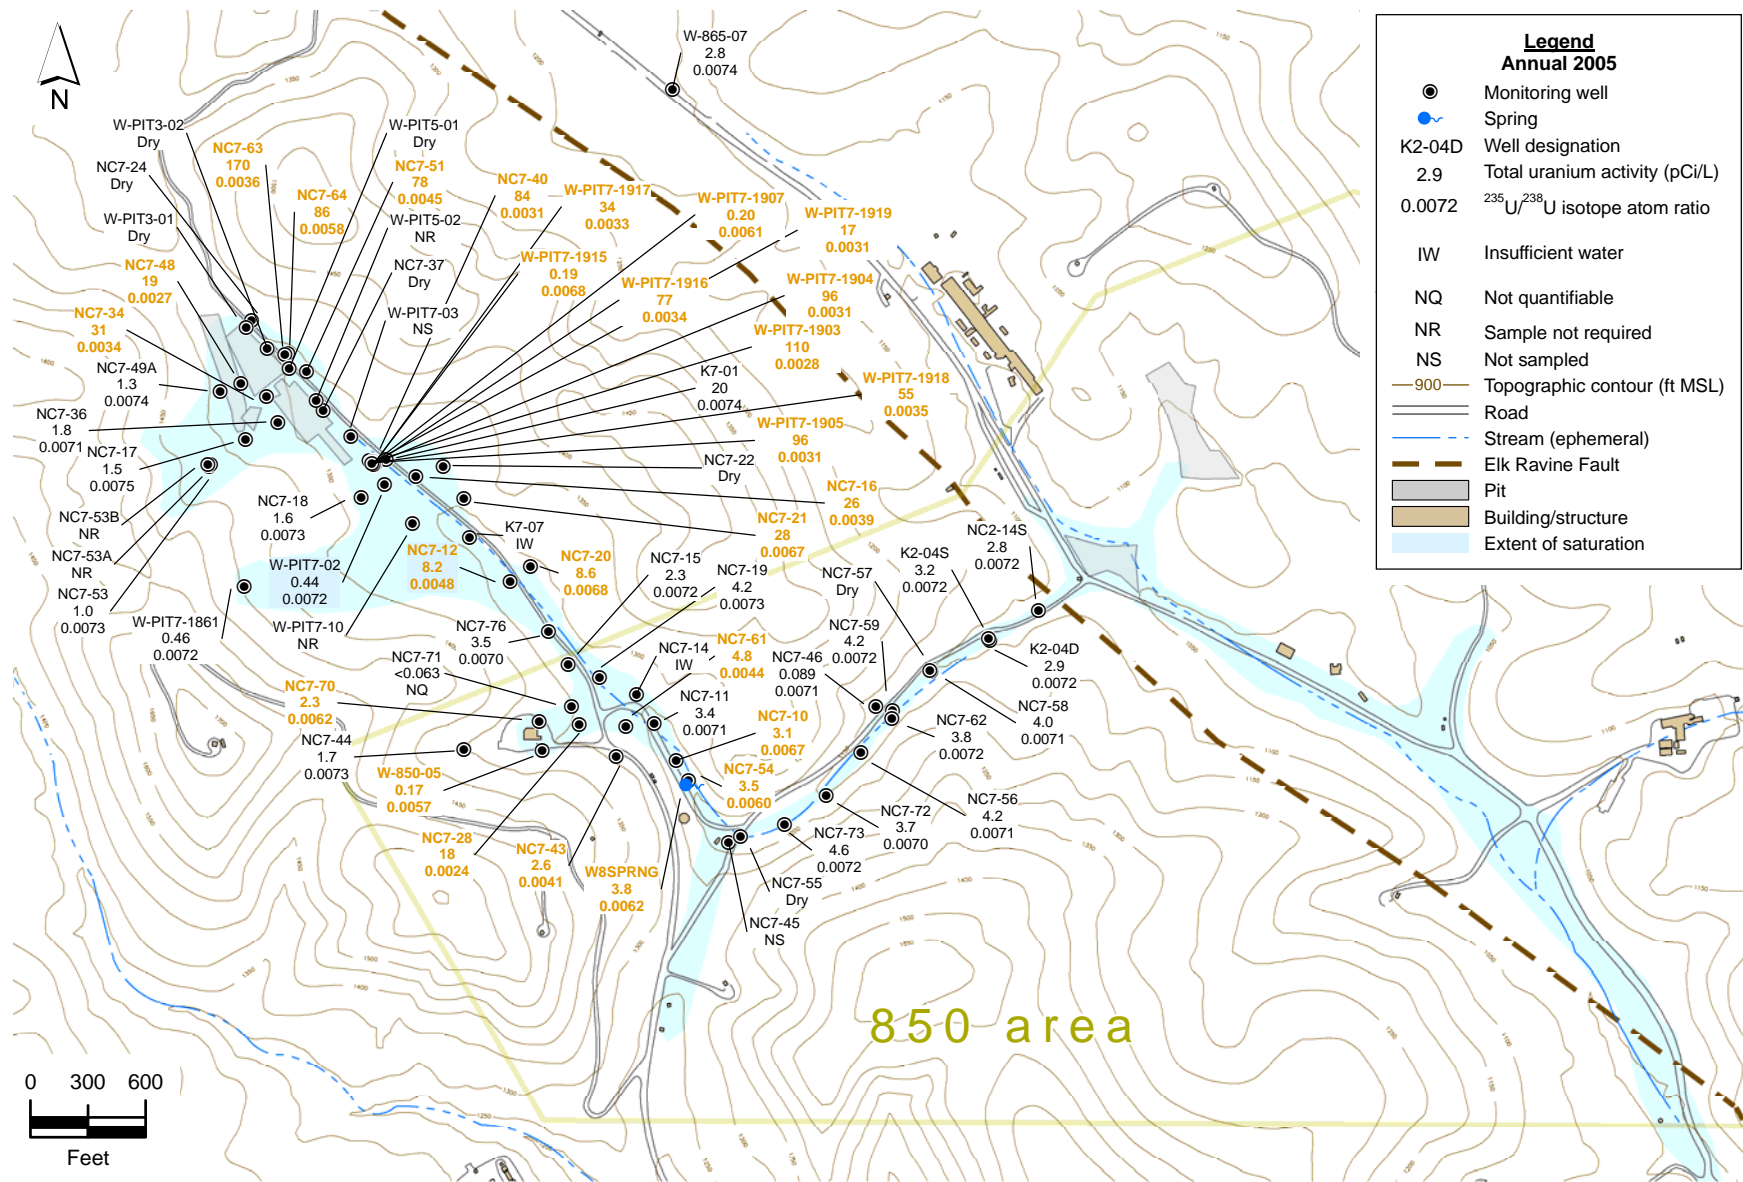 W-865-07
2.8
0.0074
N
W-PIT3-02
Dry
NC7-24
Dry
W-PIT3-01
Dry
NC7-63
170
0.0036
NC7-64
86
0.0058
W-PIT5-01
Dry
NC7-51
78
0.0045
W-PIT5-02
NR
NC7-37
Dry
W-PIT7-03
NS
NC7-40
84
0.0031
W-PIT7-1917
34
0.0033
W-PIT7-1915
0.19
0.0068
W-PIT7-1907
0.20
0.0061
W-PIT7-1916
77
0.0034
W-PIT7-1919
17
0.0031
W-PIT7-1904
96
0.0031
W-PIT7-1903
110
0.0028
K7-01
20
0.0074
W-PIT7-1918
55
0.0035
W-PIT7-1905
96
0.0031
NC7-22
Dry
NC7-16
26
0.0039
NC7-21
28
0.0067
NC7-48
19
0.0027
NC7-34
31
0.0034
NC7-49A
1.3
0.0074
NC7-36
1.8
0.0071
NC7-17
1.5
0.0075
NC7-53B
NR
NC7-53A
NR
NC7-53
1.0
0.0073
NC7-18
1.6
0.0073
W-PIT7-02
0.44
0.0072
W-PIT7-1861
0.46
0.0072
W-PIT7-10
NR
NC7-12
8.2
0.0048
K7-07
IW
NC7-20
8.6
0.0068
NC7-15
2.3
0.0072
NC7-19
4.2
0.0073
NC7-76
3.5
0.0070
NC7-71
<0.063
NQ
NC7-70
2.3
0.0062
NC7-44
1.7
0.0073
W-850-05
0.17
0.0057
NC7-28
18
0.0024
NC7-43
2.6
0.0041
W8SPRNG
3.8
0.0062
NC7-14
IW
NC7-61
4.8
0.0044
NC7-11
3.4
0.0071
NC7-10
3.1
0.0067
NC7-54
3.5
0.0060
NC7-45
NS
NC7-55
Dry
NC7-73
4.6
0.0072
NC7-72
3.7
0.0070
NC7-56
4.2
0.0071
NC7-62
3.8
0.0072
NC7-58
4.0
0.0071
NC7-46
0.089
0.0071
NC7-59
4.2
0.0072
NC7-57
Dry
K2-04S
3.2
0.0072
NC2-14S
2.8
0.0072
K2-04D
2.9
0.0072
850 area
0 300 600
Feet
Legend
Annual 2005
Monitoring well
Spring
K2-04D Well designation
2.9 Total uranium activity (pCi/L)
0.0072 235U/238U isotope atom ratio
IW Insufficient water
NQ Not quantifiable
NR Sample not required
NS Not sampled
900 Topographic contour (ft MSL)
Road
Stream (ephemeral)
Elk Ravine Fault
Pit
Building/structure
Extent of saturation